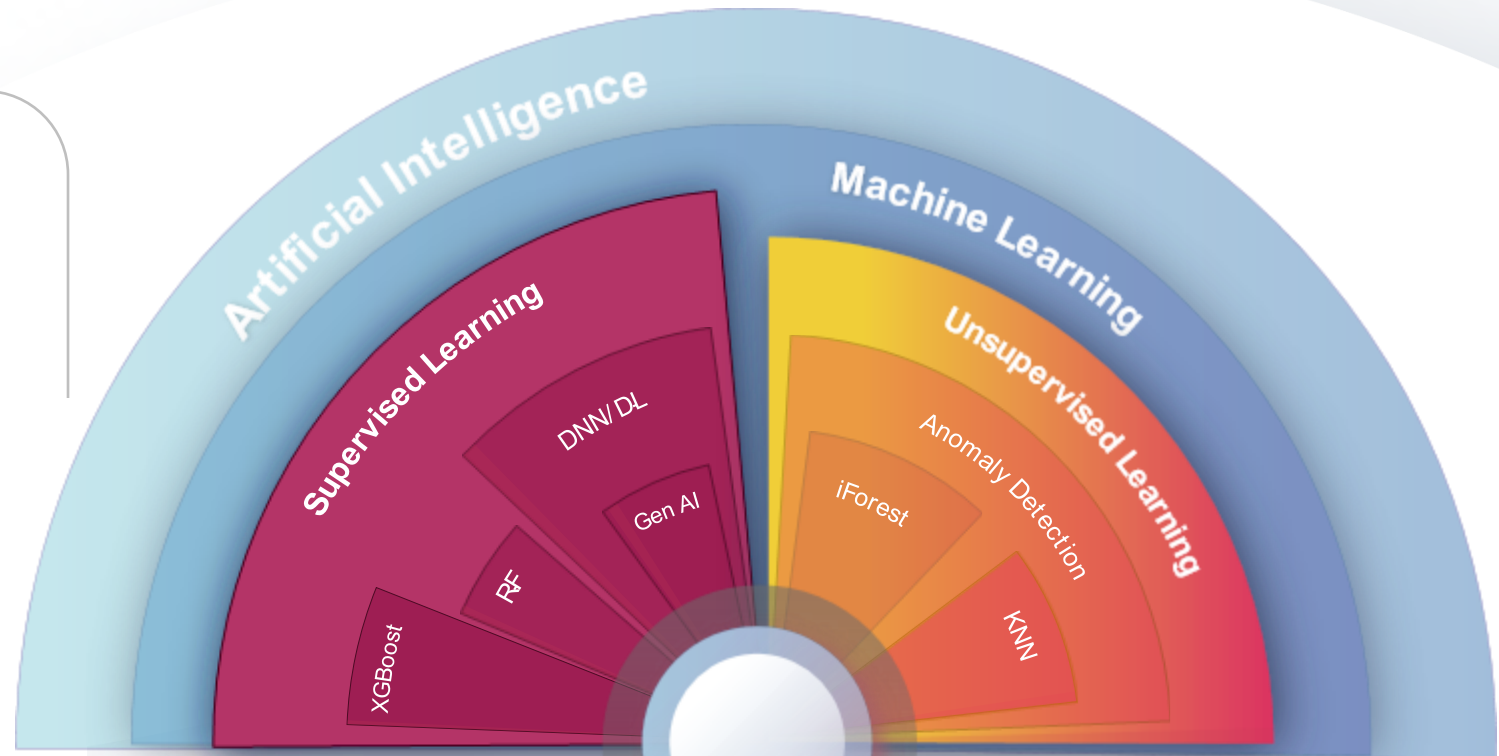 Artificial Intelligence
Machine Learning
Supervised Learning
DNN/ DL
Gen AI
RF
XGBoost
Unsupervised Learning
Anomaly Detection
iForest
KNN